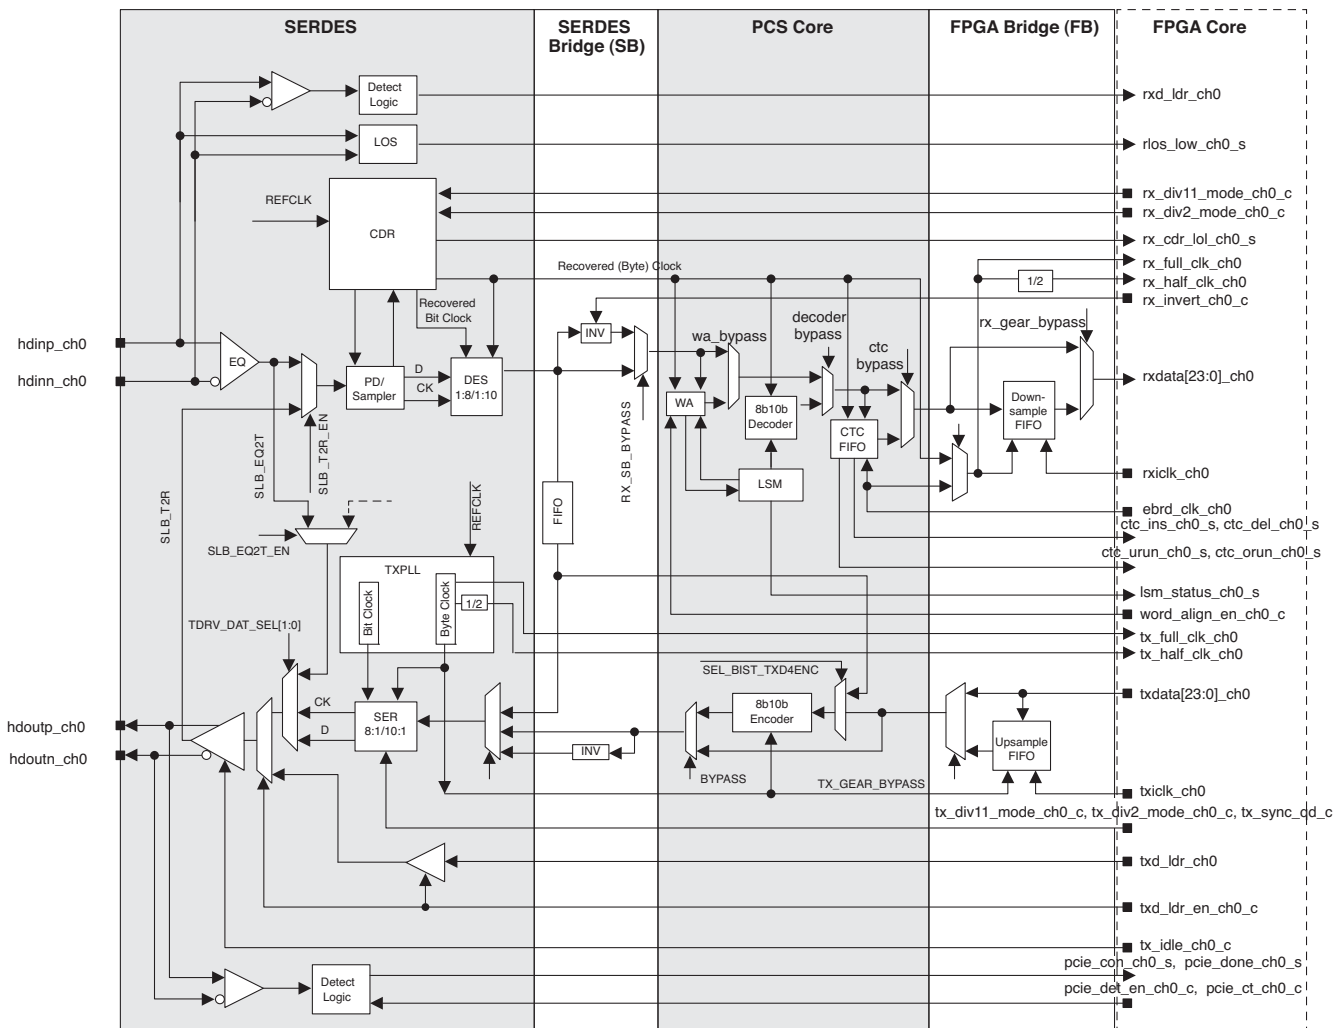 SERDES
SERDES
Bridge (SB)
PCS Core
FPGA Bridge (FB)
FPGA Core
Detect
Logic
rxd_ldr_ch0
LOS
rlos_low_ch0_s
REFCLK
CDR
rx_div11_mode_ch0_c
rx_div2_mode_ch0_c
rx_cdr_lol_ch0_s
Recovered (Byte) Clock
rx_full_clk_ch0
1/2
rx_half_clk_ch0
rx_invert_ch0_c
Recovered
Bit Clock
INV
wa_bypass
decoder
bypass
ctc
bypass
rx_gear_bypass
hdinp_ch0
hdinn_ch0
EQ
PD/
Sampler
D
CK
DES
1:8/1:10
WA
8b10b
Decoder
CTC
FIFO
Down-
sample
FIFO
rxdata[23:0]_ch0
SLB_T2R
SLB_EQ2T
SLB_T2R_EN
RX_SB_BYPASS
LSM
rxiclk_ch0
REFCLK
FIFO
ebrd_clk_ch0
ctc_ins_ch0_s, ctc_del_ch0_s
SLB_EQ2T_EN
ctc_urun_ch0_s, ctc_orun_ch0_s
TXPLL
Bit Clock
Byte Clock
1/2
lsm_status_ch0_s
word_align_en_ch0_c
TDRV_DAT_SEL[1:0]
tx_full_clk_ch0
tx_half_clk_ch0
SEL_BIST_TXD4ENC
txdata[23:0]_ch0
CK
D
SER
8:1/10:1
8b10b
Encoder
hdoutp_ch0
hdoutn_ch0
INV
Upsample
FIFO
BYPASS
TX_GEAR_BYPASS
txiclk_ch0
tx_div11_mode_ch0_c, tx_div2_mode_ch0_c, tx_sync_qd_c
txd_ldr_ch0
txd_ldr_en_ch0_c
tx_idle_ch0_c
pcie_con_ch0_s, pcie_done_ch0_s
Detect
Logic
pcie_det_en_ch0_c, pcie_ct_ch0_c